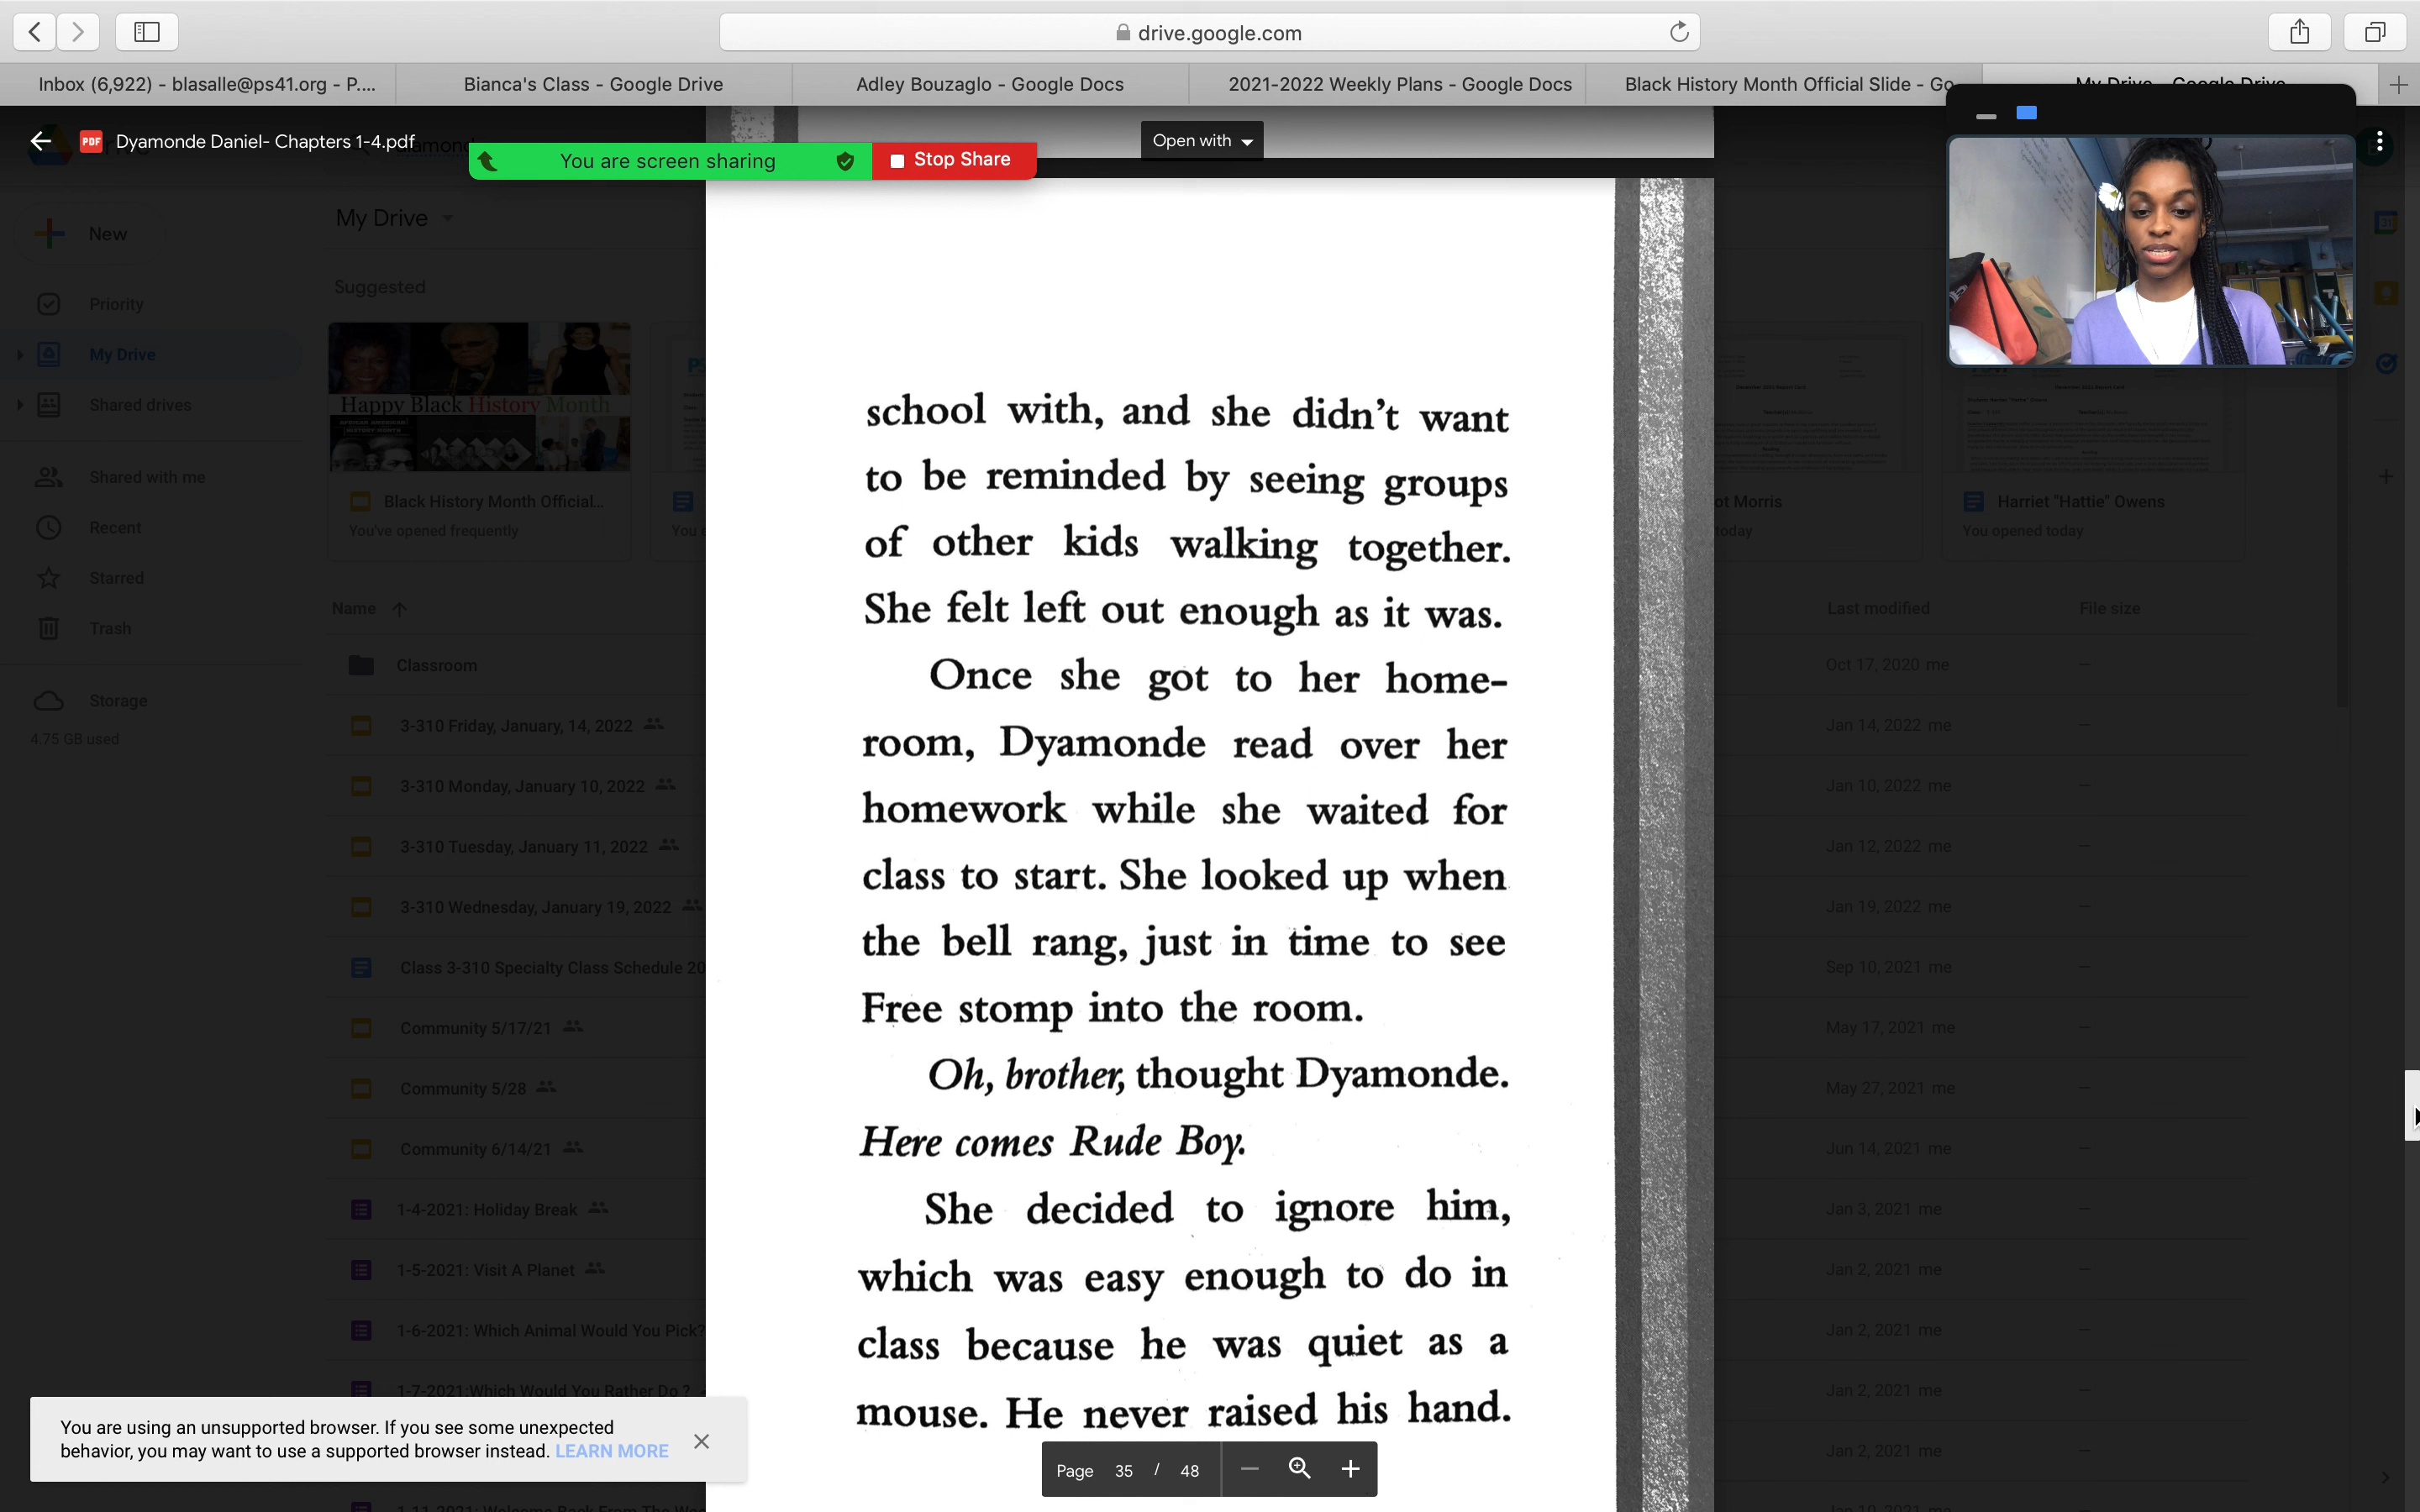 drive.google.com
Inbox (6,922) - blasalle@ps41.org - P....
Bianca's Class - Google Drive
Adley Bouzaglo - Google Docs
2021-2022 Weekly Plans - Google Docs
Black History Month Official Slide - Go...
My Drive - Google Drive
PDF
Dyamonde Daniel- Chapters 1-4.pdf
Open with
You are screen sharing
Stop Share
New
My Drive
Suggested
Priority
My Drive
Shared drives
Shared with me
Recent
Starred
Trash
Storage
4.75 GB used
Happy Black History Month
Black History Month Official...
You've opened frequently
You
ot Morris
today
Harriet "Hattie" Owens
You opened today
Name
Last modified
File size
Classroom
Oct 17, 2020 me
3-310 Friday, January, 14, 2022
Jan 14, 2022 me
3-310 Monday, January 10, 2022
Jan 10, 2022 me
3-310 Tuesday, January 11, 2022
Jan 12, 2022 me
3-310 Wednesday, January 19, 2022
Jan 19, 2022 me
Class 3-310 Specialty Class Schedule 20
Sep 10, 2021 me
Community 5/17/21
May 17, 2021 me
Community 5/28
May 27, 2021 me
Community 6/14/21
Jun 14, 2021 me
1-4-2021: Holiday Break
Jan 3, 2021 me
1-5-2021: Visit A Planet
Jan 2, 2021 me
1-6-2021: Which Animal Would You Pick?
Jan 2, 2021 me
1-7-2021:Which Would You Rather Do ?
Jan 2, 2021 me
Jan 2, 2021 me
school with, and she didn't want
to be reminded by seeing groups
of other kids walking together.
She felt left out enough as it was.
Once she got to her home-
room, Dyamonde read over her
homework while she waited for
class to start. She looked up when
the bell rang, just in time to see
Free stomp into the room.
Oh, brother, thought Dyamonde.
Here comes Rude Boy.
She decided to ignore him,
which was easy enough to do in
class because he was quiet as a
mouse. He never raised his hand.
You are using an unsupported browser. If you see some unexpected
behavior, you may want to use a supported browser instead. LEARN MORE
Page 35 / 48